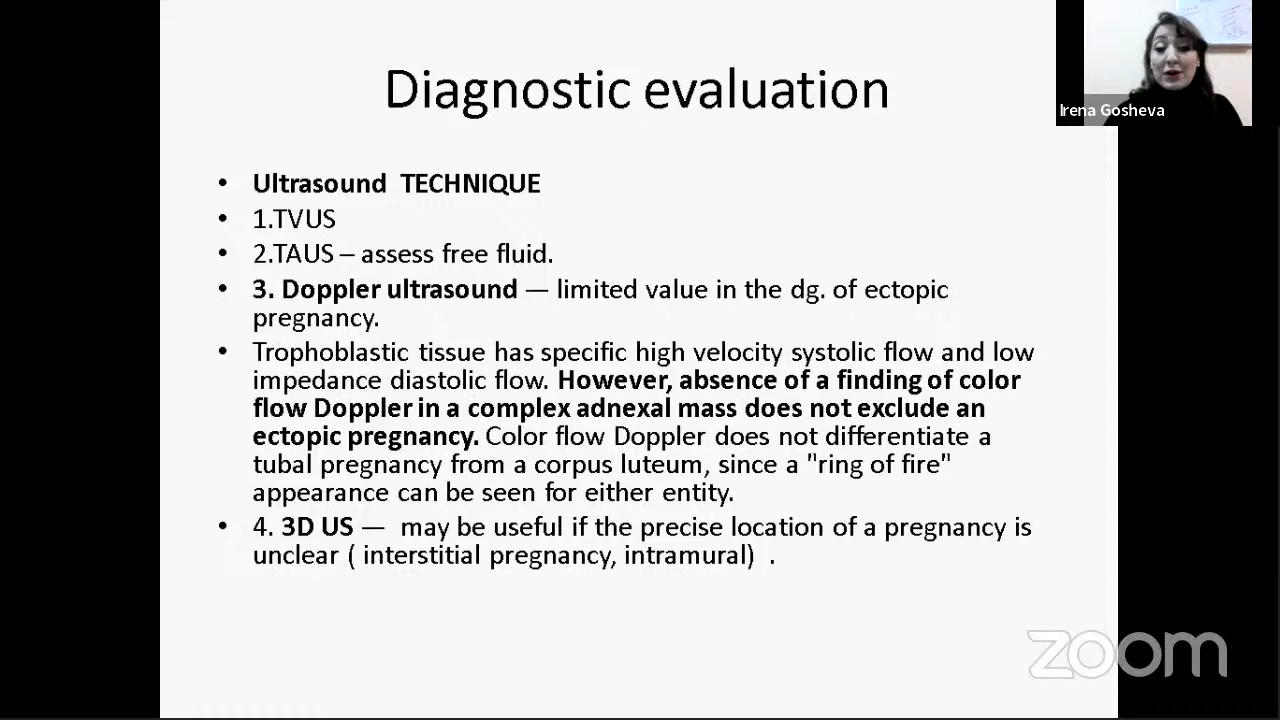 Diagnostic evaluation
Irena Gosheva
• Ultrasound TECHNIQUE
• 1.TVUS
• 2.TAUS – assess free fluid.
• 3. Doppler ultrasound — limited value in the dg. of ectopic
pregnancy.
• Trophoblastic tissue has specific high velocity systolic flow and low
impedance diastolic flow. However, absence of a finding of color
flow Doppler in a complex adnexal mass does not exclude an
ectopic pregnancy. Color flow Doppler does not differentiate a
tubal pregnancy from a corpus luteum, since a "ring of fire"
appearance can be seen for either entity.
• 4. 3D US — may be useful if the precise location of a pregnancy is
unclear ( interstitial pregnancy, intramural) .
zoom